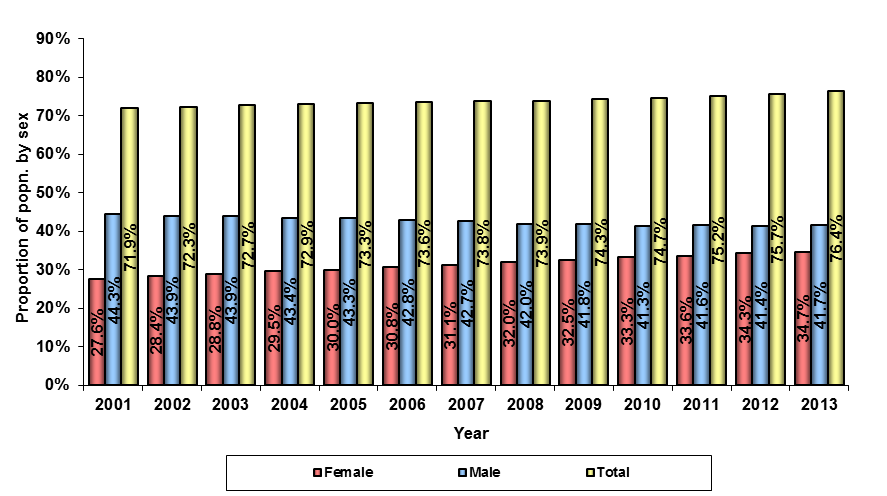 90%
80%
70%
60%
50%
40%
30%
20%
10%
0%
Proportion of popn. by sex
27.6% 44.3% 71.9%
28.4% 43.9% 72.3%
28.8% 43.9% 72.7%
29.5% 43.4% 72.9%
30.0% 43.3% 73.3%
30.8% 42.8% 73.6%
31.1% 42.7% 73.8%
32.0% 42.0% 73.9%
32.5% 41.8% 74.3%
33.3% 41.3% 74.7%
33.6% 41.6% 75.2%
34.3% 41.4% 75.7%
34.7% 41.7% 76.4%
2001 2002 2003 2004 2005 2006 2007 2008 2009 2010 2011 2012 2013
Year
Female Male Total